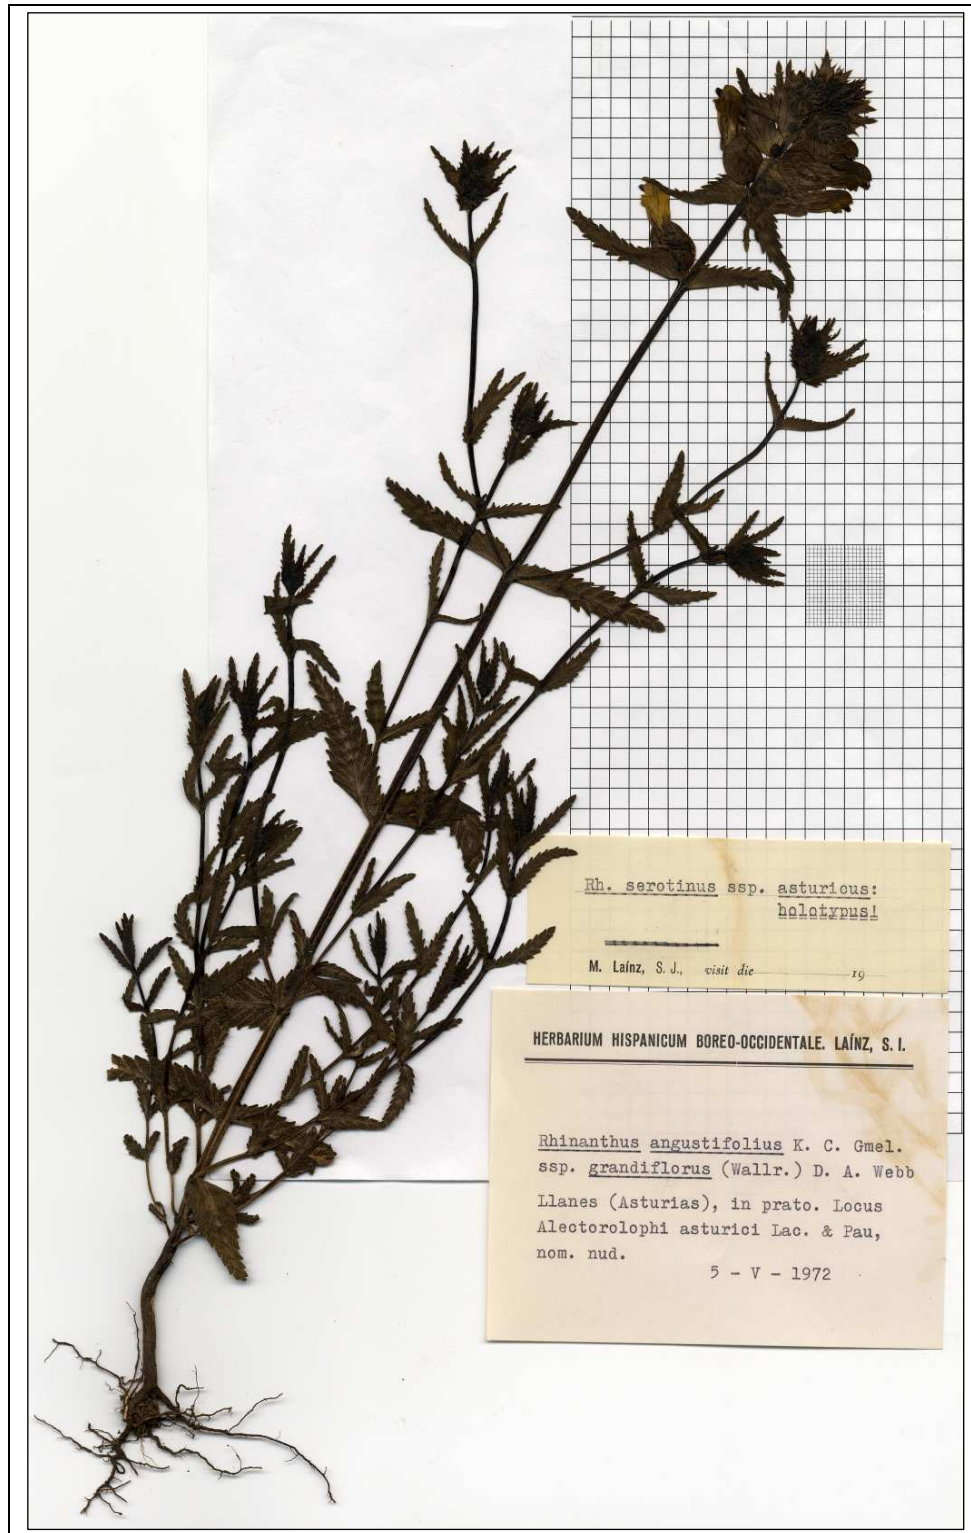 Rh. serotinus ssp. asturicus:
holotypus!
M. Laínz, S. J., visit die 19
HERBARIUM HISPANICUM BOREO-OCCIDENTALE. LAÍNZ, S. I.
Rhinanthus angustifolius K. C. Gmel.
ssp. grandiflorus (Wallr.) D. A. Webb
Llanes (Asturias), in prato. Locus
Alectorolophi asturici Lac. & Pau,
nom. nud.
5 - V - 1972